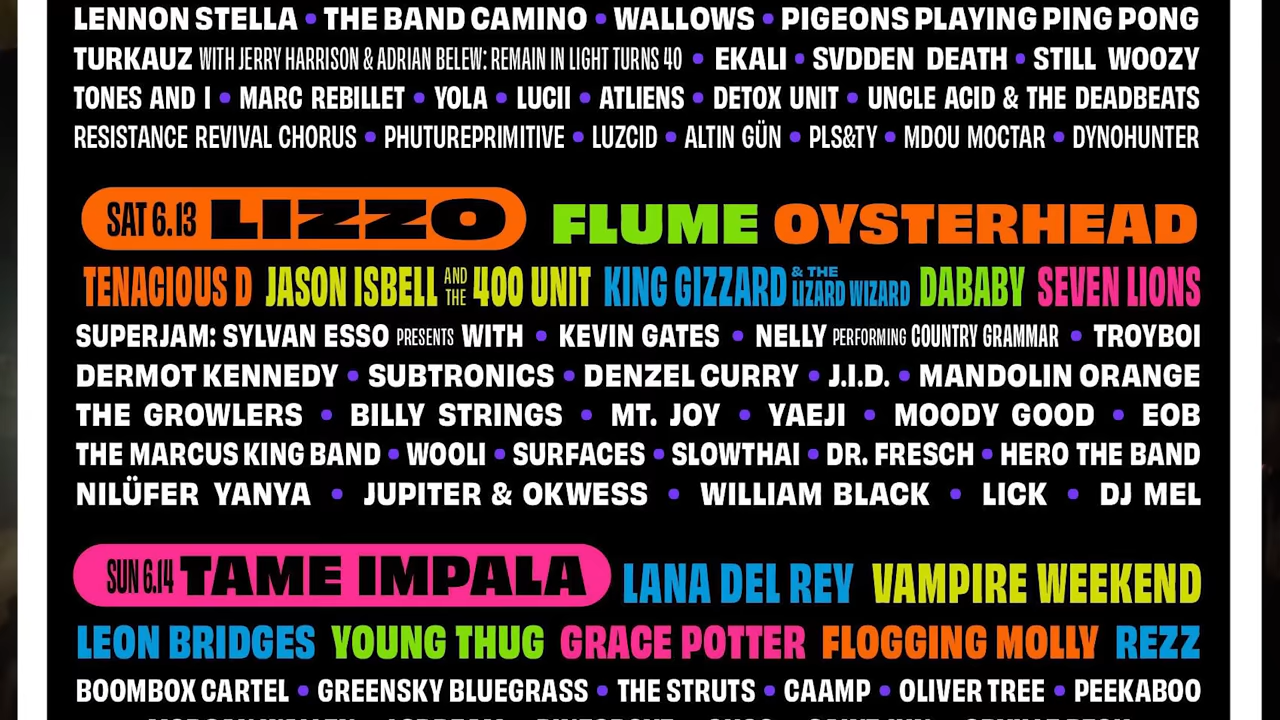 LENNON STELLA • THE BAND CAMINO • WALLOWS • PIGEONS PLAYING PING PONG
TURKAUZ WITH JERRY HARRISON & ADRIAN BELEW: REMAIN IN LIGHT TURNS 40 • EKALI • SVDDEN DEATH • STILL WOOZY
TONES AND I • MARC REBILLET • YOLA • LUCII • ATLIENS • DETOX UNIT • UNCLE ACID & THE DEADBEATS
RESISTANCE REVIVAL CHORUS • PHUTUREPRIMITIVE • LUZCID • ALTIN GÜN • PLS&TY • MDOU MOCTAR • DYNOHUNTER
SAT 6.13 LIZZO FLUME OYSTERHEAD
TENACIOUS D JASON ISBELL AND THE 400 UNIT KING GIZZARD & THE LIZARD WIZARD DABABY SEVEN LIONS
SUPERJAM: SYLVAN ESSO PRESENTS WITH • KEVIN GATES • NELLY PERFORMING COUNTRY GRAMMAR • TROYBOI
DERMOT KENNEDY • SUBTRONICS • DENZEL CURRY • J.I.D. • MANDOLIN ORANGE
THE GROWLERS • BILLY STRINGS • MT. JOY • YAEJI • MOODY GOOD • EOB
THE MARCUS KING BAND • WOOLI • SURFACES • SLOWTHAI • DR. FRESCH • HERO THE BAND
NILÜFER YANYA • JUPITER & OKWESS • WILLIAM BLACK • LICK • DJ MEL
SUN 6.14 TAME IMPALA LANA DEL REY VAMPIRE WEEKEND
LEON BRIDGES YOUNG THUG GRACE POTTER FLOGGING MOLLY REZZ
BOOMBOX CARTEL • GREENSKY BLUEGRASS • THE STRUTS • CAAMP • OLIVER TREE • PEEKABOO